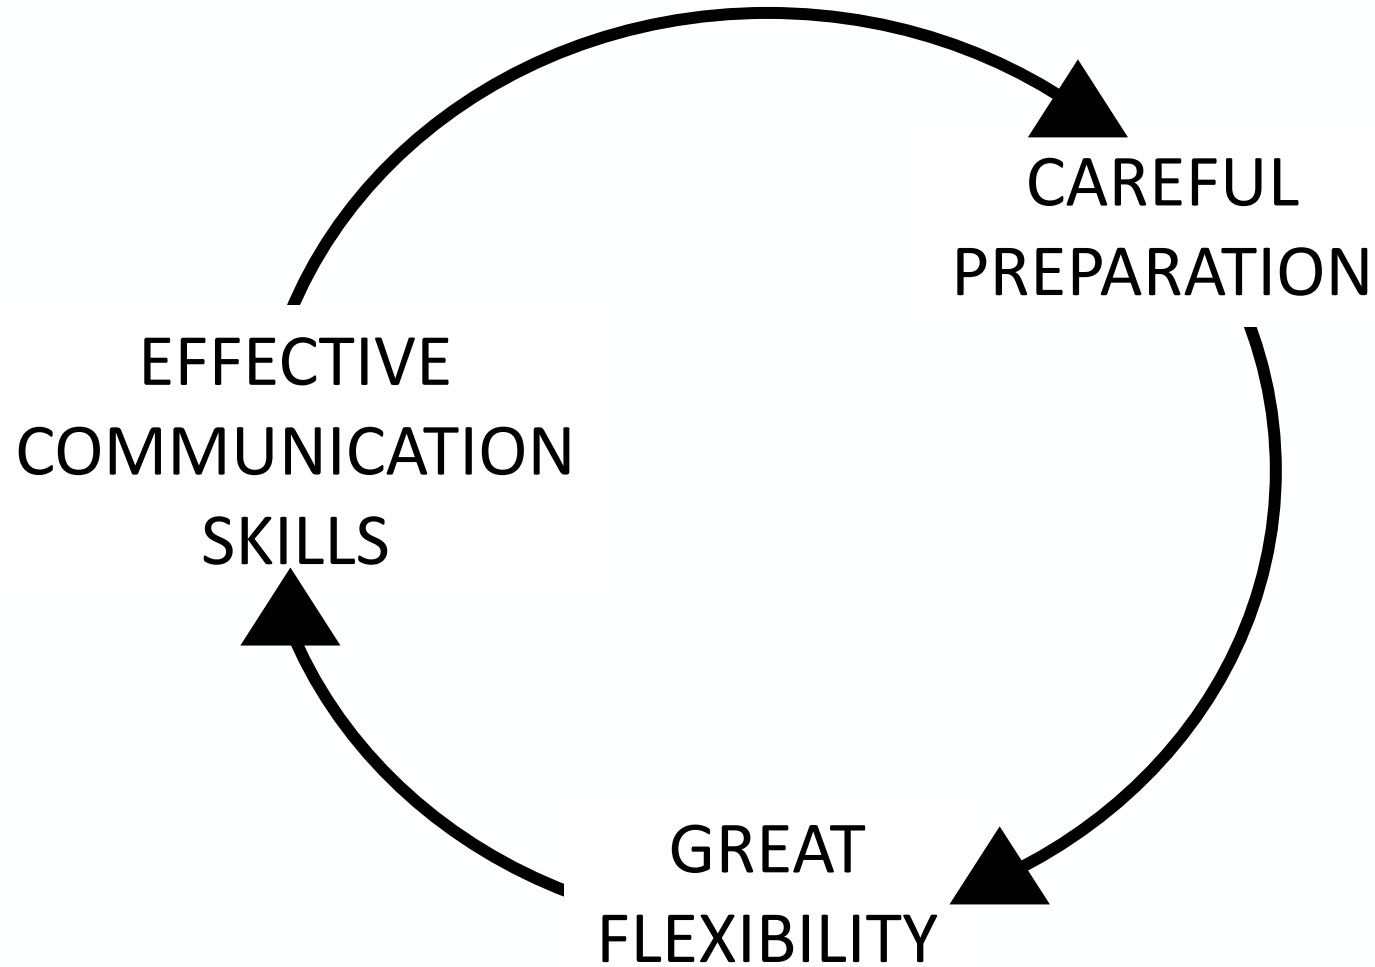 CAREFUL
PREPARATION
EFFECTIVE
COMMUNICATION
SKILLS
GREAT
FLEXIBILITY